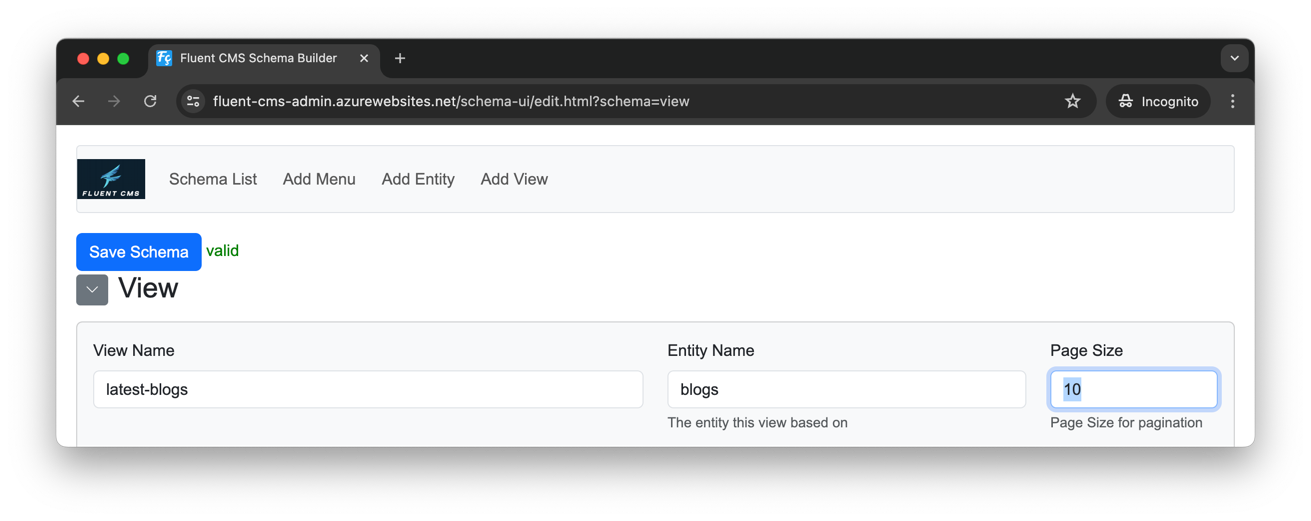 Fç Fluent CMS Schema Builder
fluent-cms-admin.azurewebsites.net/schema-ui/edit.html?schema=view Incognito
FLUENT CMS Schema List Add Menu Add Entity Add View
Save Schema valid
View
View Name Entity Name Page Size
latest-blogs blogs 10
The entity this view based on Page Size for pagination